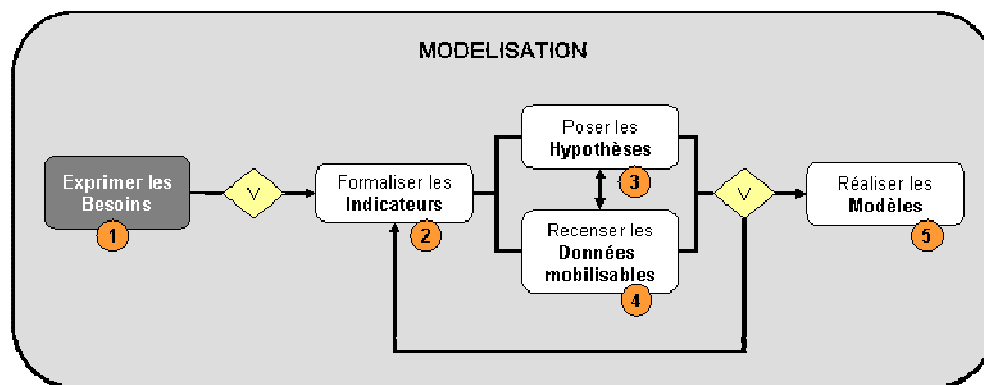 MODELISATION
Exprimer les
Besoins
1
V
Formaliser les
Indicateurs
2
Poser les
Hypothèses
3
Recenser les
Données
mobilisables
4
V
Réaliser les
Modèles
5